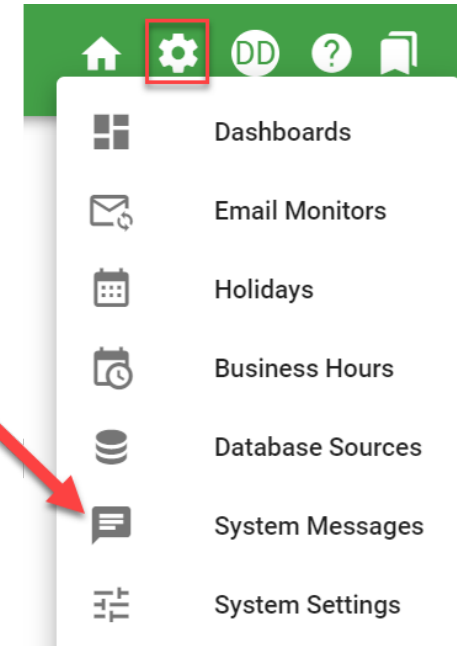 DD ?
Dashboards
Email Monitors
Holidays
Business Hours
Database Sources
System Messages
System Settings